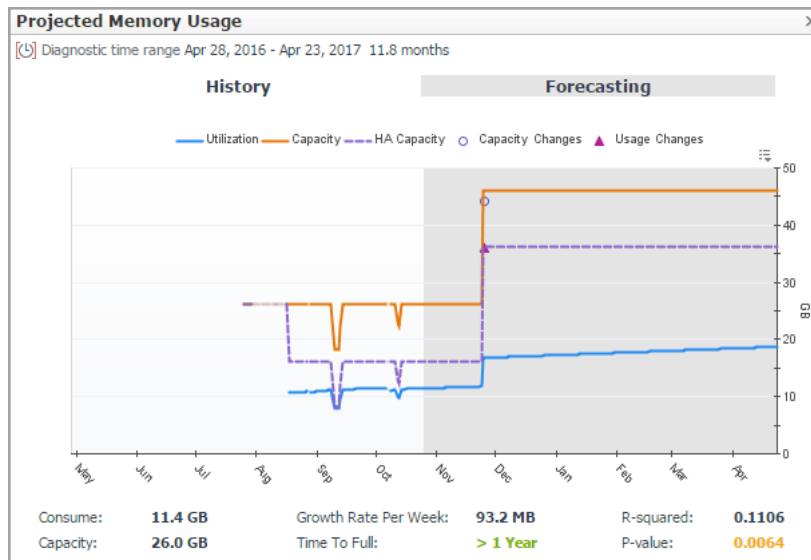 Projected Memory Usage
Diagnostic time range Apr 28, 2016 - Apr 23, 2017 11.8 months
History Forecasting
Utilization Capacity HA Capacity Capacity Changes Usage Changes
50
40
30
20
10
0
GB
May Jun Jul Aug Sep Oct Nov Dec Jan Feb Mar Apr
Consume: 11.4 GB Growth Rate Per Week: 93.2 MB R-squared: 0.1106
Capacity: 26.0 GB Time To Full: > 1 Year P-value: 0.0064